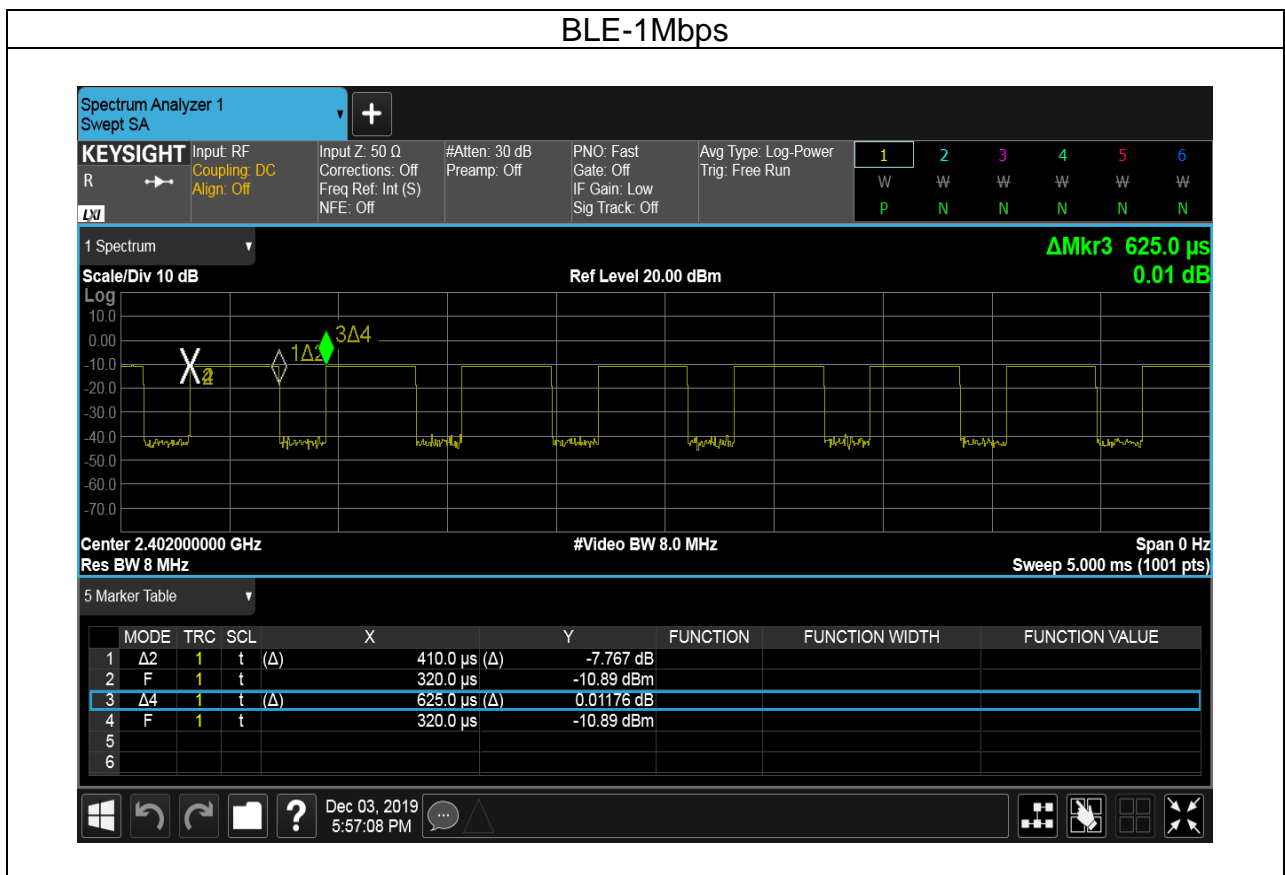 BLE-1Mbps
Spectrum Analyzer 1
Swept SA
+
KEYSIGHT
R
LXI
Input: RF
Coupling: DC
Align: Off
Input Z: 50 Ω
Corrections: Off
Freq Ref: Int (S)
NFE: Off
#Atten: 30 dB
Preamp: Off
PNO: Fast
Gate: Off
IF Gain: Low
Sig Track: Off
Avg Type: Log-Power
Trig: Free Run
1 2 3 4 5 6
W W W W W W
P N N N N N
1 Spectrum
ΔMkr3 625.0 µs
Scale/Div 10 dB Ref Level 20.00 dBm 0.01 dB
Log
10.0
0.00
-10.0
-20.0
-30.0
-40.0
-50.0
-60.0
-70.0
3Δ4
1Δ2
Center 2.402000000 GHz #Video BW 8.0 MHz Span 0 Hz
Res BW 8 MHz Sweep 5.000 ms (1001 pts)
5 Marker Table
MODE TRC SCL X Y FUNCTION FUNCTION WIDTH FUNCTION VALUE
1 Δ2 1 t (Δ) 410.0 µs (Δ) -7.767 dB
2 F 1 t 320.0 µs -10.89 dBm
3 Δ4 1 t (Δ) 625.0 µs (Δ) 0.01176 dB
4 F 1 t 320.0 µs -10.89 dBm
5
6
?
Dec 03, 2019
5:57:08 PM